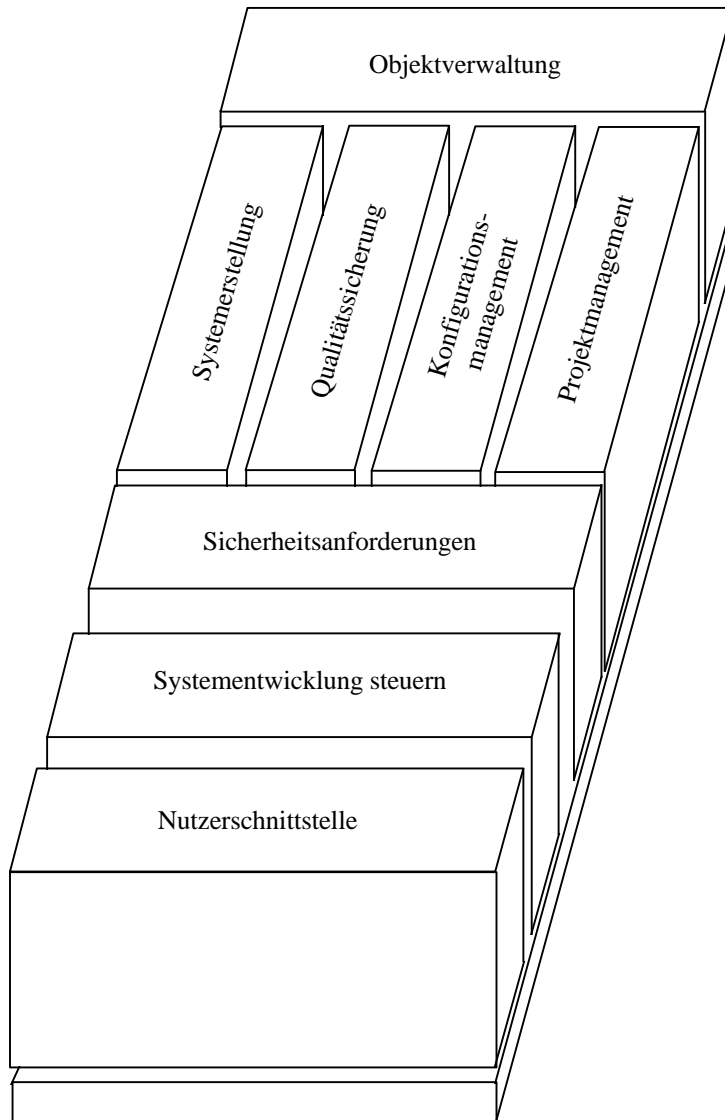 Objektverwaltung
Systemerstellung
Qualitätssicherung
Konfigurations-
management
Projektmanagement
Sicherheitsanforderungen
Systementwicklung steuern
Nutzerschnittstelle